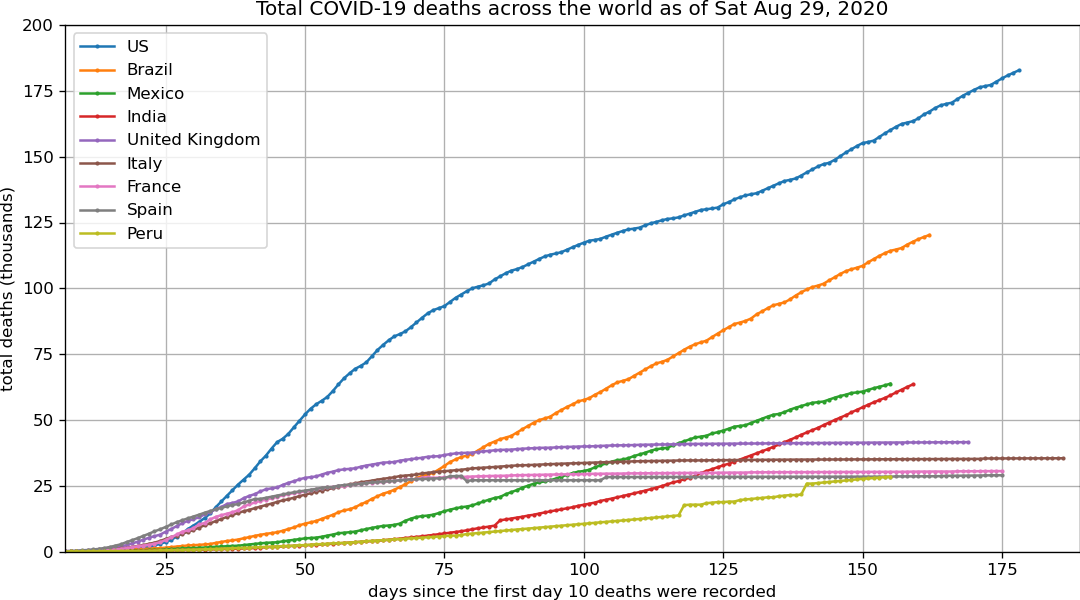 Total COVID-19 deaths across the world as of Sat Aug 29, 2020
200
175
150
125
100
75
50
25
0
total deaths (thousands)
US
Brazil
Mexico
India
United Kingdom
Italy
France
Spain
Peru
25 50 75 100 125 150 175
days since the first day 10 deaths were recorded